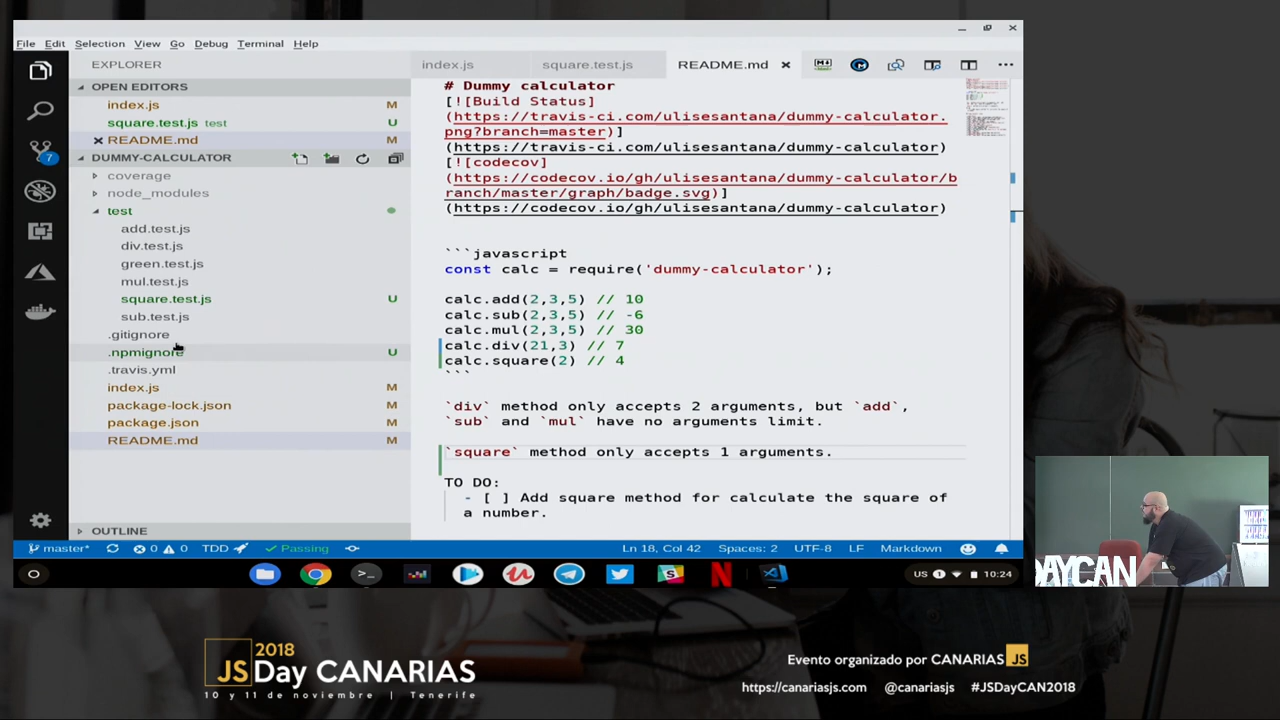 File Edit Selection View Go Debug Terminal Help
EXPLORER
index.js
square.test.js
README.md
OPEN EDITORS
index.js M
square.test.js test U
README.md M
DUMMY-CALCULATOR
coverage
node_modules
test
add.test.js
div.test.js
green.test.js
mul.test.js
square.test.js U
sub.test.js
.gitignore
.npmignore U
.travis.yml
index.js M
package-lock.json M
package.json M
README.md M
OUTLINE
7
# Dummy calculator
[![Build Status]
(https://travis-ci.com/ulisesantana/dummy-calculator.
png?branch=master)]
(https://travis-ci.com/ulisesantana/dummy-calculator)
[![codecov]
(https://codecov.io/gh/ulisesantana/dummy-calculator/b
ranch/master/graph/badge.svg)]
(https://codecov.io/gh/ulisesantana/dummy-calculator)
```javascript
const calc = require('dummy-calculator');
calc.add(2,3,5) // 10
calc.sub(2,3,5) // -6
calc.mul(2,3,5) // 30
calc.div(21,3) // 7
calc.square(2) // 4
```
`div` method only accepts 2 arguments, but `add`,
`sub` and `mul` have no arguments limit.
`square` method only accepts 1 arguments.
TO DO:
- [ ] Add square method for calculate the square of
a number.
master* 0 0 TDD Passing Ln 18, Col 42 Spaces: 2 UTF-8 LF Markdown
US 1 10:24
AYCAN
2018
JSDay CANARIAS
10 y 11 de noviembre | Tenerife
Evento organizado por CANARIAS JS
https://canariasjs.com @canariasjs #JSDayCAN2018